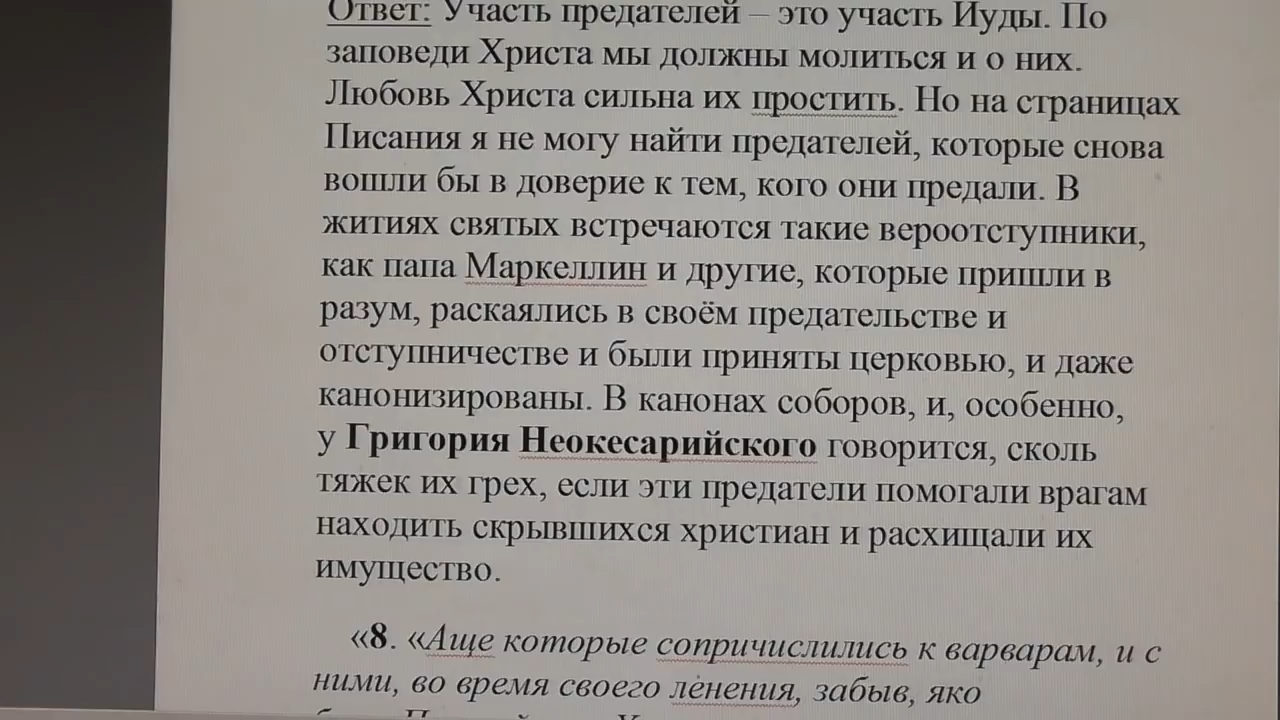 Ответ: Участь предателей – это участь Иуды. По
заповеди Христа мы должны молиться и о них.
Любовь Христа сильна их простить. Но на страницах
Писания я не могу найти предателей, которые снова
вошли бы в доверие к тем, кого они предали. В
житиях святых встречаются такие вероотступники,
как папа Маркеллин и другие, которые пришли в
разум, раскаялись в своём предательстве и
отступничестве и были приняты церковью, и даже
канонизированы. В канонах соборов, и, особенно,
у Григория Неокесарийского говорится, сколь
тяжек их грех, если эти предатели помогали врагам
находить скрывшихся христиан и расхищали их
имущество.
«8. «Аще которые сопричислились к варварам, и с
ними, во время своего ленения, забыв, яко